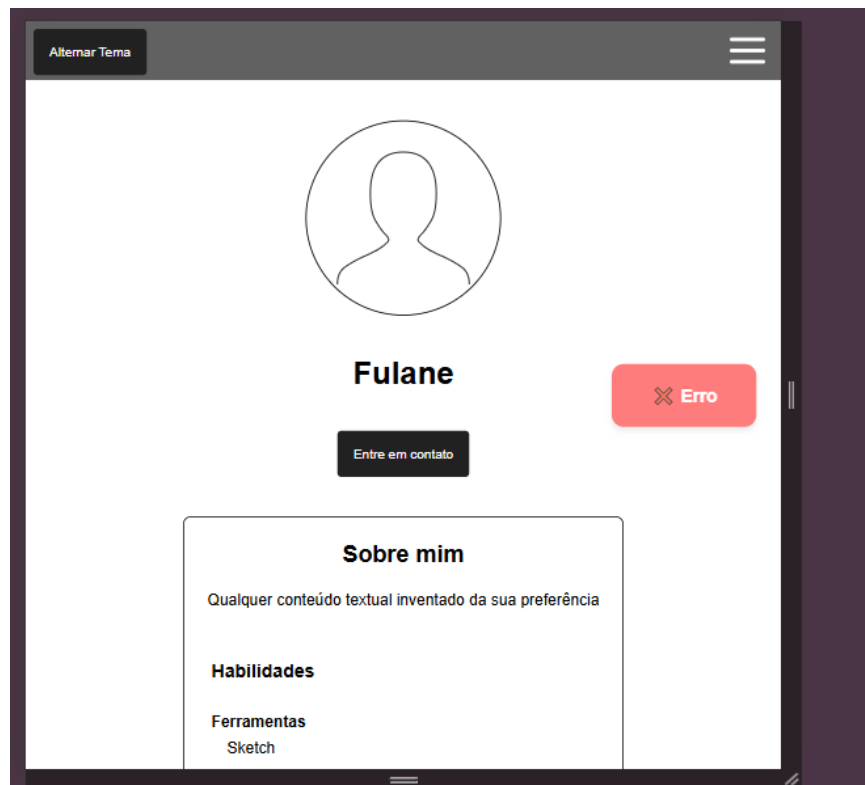 Alternar Tema
Fulane
Erro
Entre em contato
Sobre mim
Qualquer conteúdo textual inventado da sua preferência
Habilidades
Ferramentas
Sketch